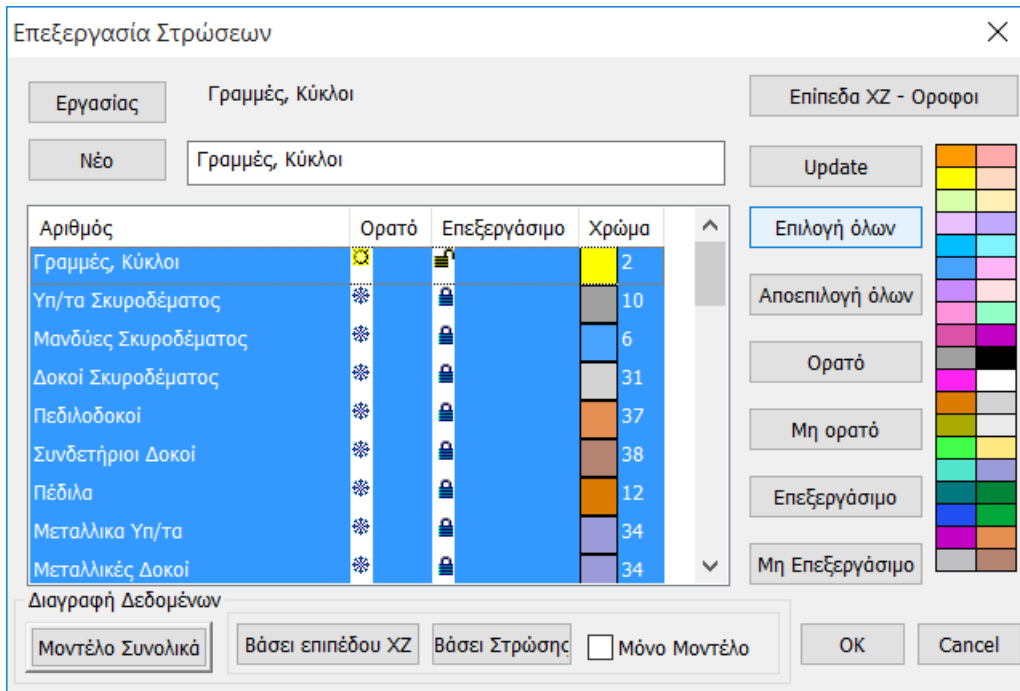 Επεξεργασία Στρώσεων
Εργασίας Γραμμές, Κύκλοι Επίπεδα XZ - Οροφοι
Νέο Γραμμές, Κύκλοι Update
Αριθμός Ορατό Επεξεργάσιμο Χρώμα Επιλογή όλων
Γραμμές, Κύκλοι 2
Υπ/τα Σκυροδέματος 10 Αποεπιλογή όλων
Μανδύες Σκυροδέματος 6
Δοκοί Σκυροδέματος 31 Ορατό
Πεδιλοδοκοί 37
Συνδετήριοι Δοκοί 38 Μη ορατό
Πέδιλα 12 Επεξεργάσιμο
Μεταλλικα Υπ/τα 34
Μεταλλικές Δοκοί 34 Μη Επεξεργάσιμο
Διαγραφή Δεδομένων
Μοντέλο Συνολικά Βάσει επιπέδου XZ Βάσει Στρώσης Μόνο Μοντέλο OK Cancel